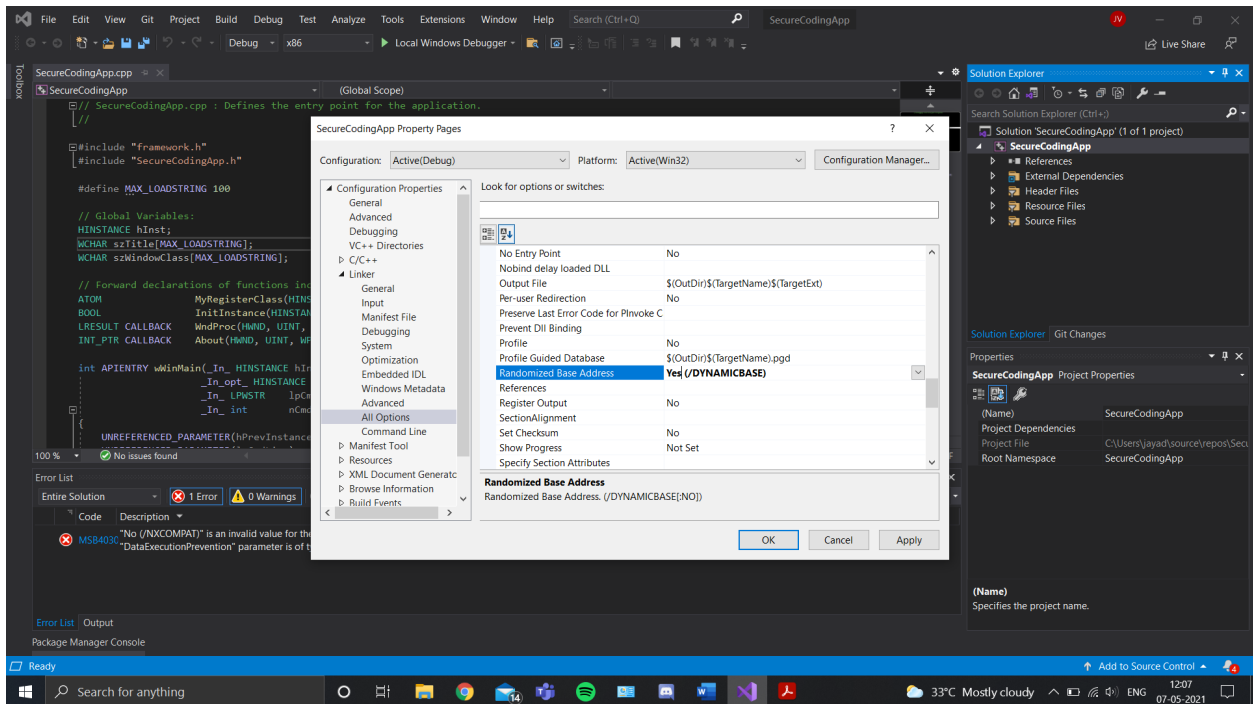 File Edit View Git Project Build Debug Test Analyze Tools Extensions Window Help Search (Ctrl+Q) SecureCodingApp JV
Debug x86 Local Windows Debugger Live Share
Toolbox
SecureCodingApp.cpp
SecureCodingApp (Global Scope)
// SecureCodingApp.cpp : Defines the entry point for the application.
//
#include "framework.h"
#include "SecureCodingApp.h"
#define MAX_LOADSTRING 100
// Global Variables:
HINSTANCE hInst;
WCHAR szTitle[MAX_LOADSTRING];
WCHAR szWindowClass[MAX_LOADSTRING];
// Forward declarations of functions inc
ATOM MyRegisterClass(HINS
BOOL InitInstance(HINSTAN
LRESULT CALLBACK WndProc(HWND, UINT,
INT_PTR CALLBACK About(HWND, UINT, WP
int APIENTRY wWinMain(_In_ HINSTANCE hIn
_In_opt_ HINSTANCE
_In_ LPWSTR lpCm
_In_ int nCmd
{
UNREFERENCED_PARAMETER(hPrevInstance
100 % No issues found
SecureCodingApp Property Pages ? ×
Configuration: Active(Debug) Platform: Active(Win32) Configuration Manager...
Configuration Properties
General
Advanced
Debugging
VC++ Directories
C/C++
Linker
General
Input
Manifest File
Debugging
System
Optimization
Embedded IDL
Windows Metadata
Advanced
All Options
Command Line
Manifest Tool
Resources
XML Document Generatc
Browse Information
Build Events
Look for options or switches:
No Entry Point No
Nobind delay loaded DLL
Output File $(OutDir)$(TargetName)$(TargetExt)
Per-user Redirection No
Preserve Last Error Code for PInvoke C
Prevent Dll Binding
Profile No
Profile Guided Database $(OutDir)$(TargetName).pgd
Randomized Base Address Yes (/DYNAMICBASE)
References
Register Output No
SectionAlignment
Set Checksum No
Show Progress Not Set
Specify Section Attributes
Randomized Base Address
Randomized Base Address. (/DYNAMICBASE[:NO])
OK Cancel Apply
Error List
Entire Solution 1 Error 0 Warnings
Code Description
MSB4030 "No (/NXCOMPAT)" is an invalid value for the
"DataExecutionPrevention" parameter is of t
Error List Output
Package Manager Console
Solution Explorer
Search Solution Explorer (Ctrl+;)
Solution 'SecureCodingApp' (1 of 1 project)
SecureCodingApp
References
External Dependencies
Header Files
Resource Files
Source Files
Solution Explorer Git Changes
Properties
SecureCodingApp Project Properties
(Name) SecureCodingApp
Project Dependencies
Project File C:\Users\jayad\source\repos\Secu
Root Namespace SecureCodingApp
(Name)
Specifies the project name.
Ready Add to Source Control 4
Search for anything 14 33°C Mostly cloudy ENG 12:07
07-05-2021